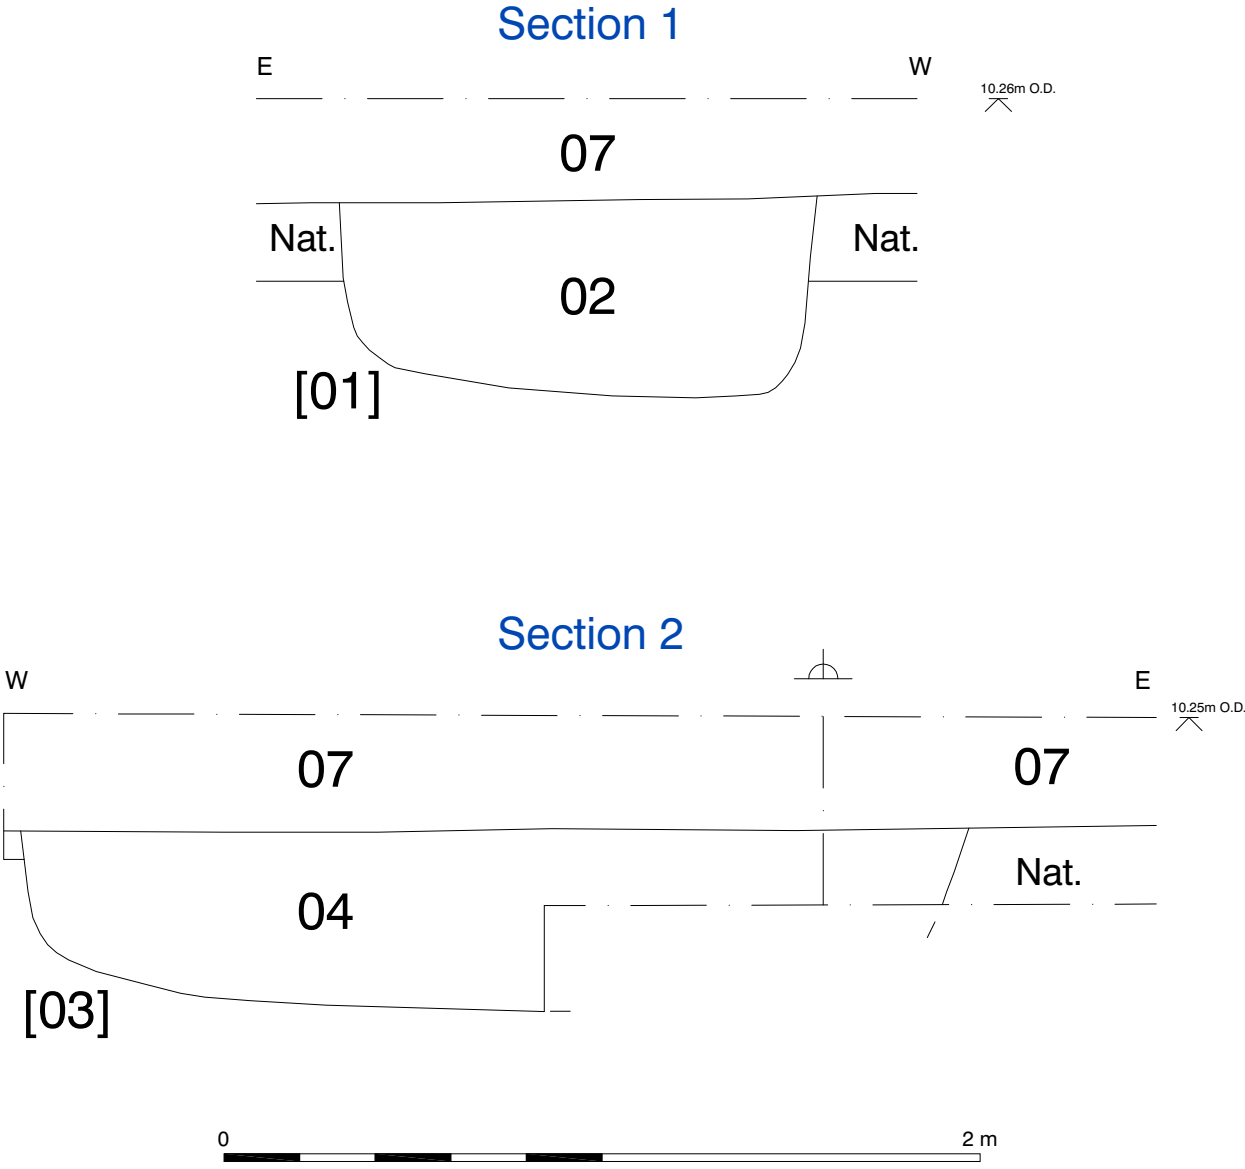 Section 1
E W
10.26m O.D.
07
Nat. Nat.
02
[01]
Section 2
W E
10.25m O.D.
07 07
Nat.
04
[03]
0 2 m